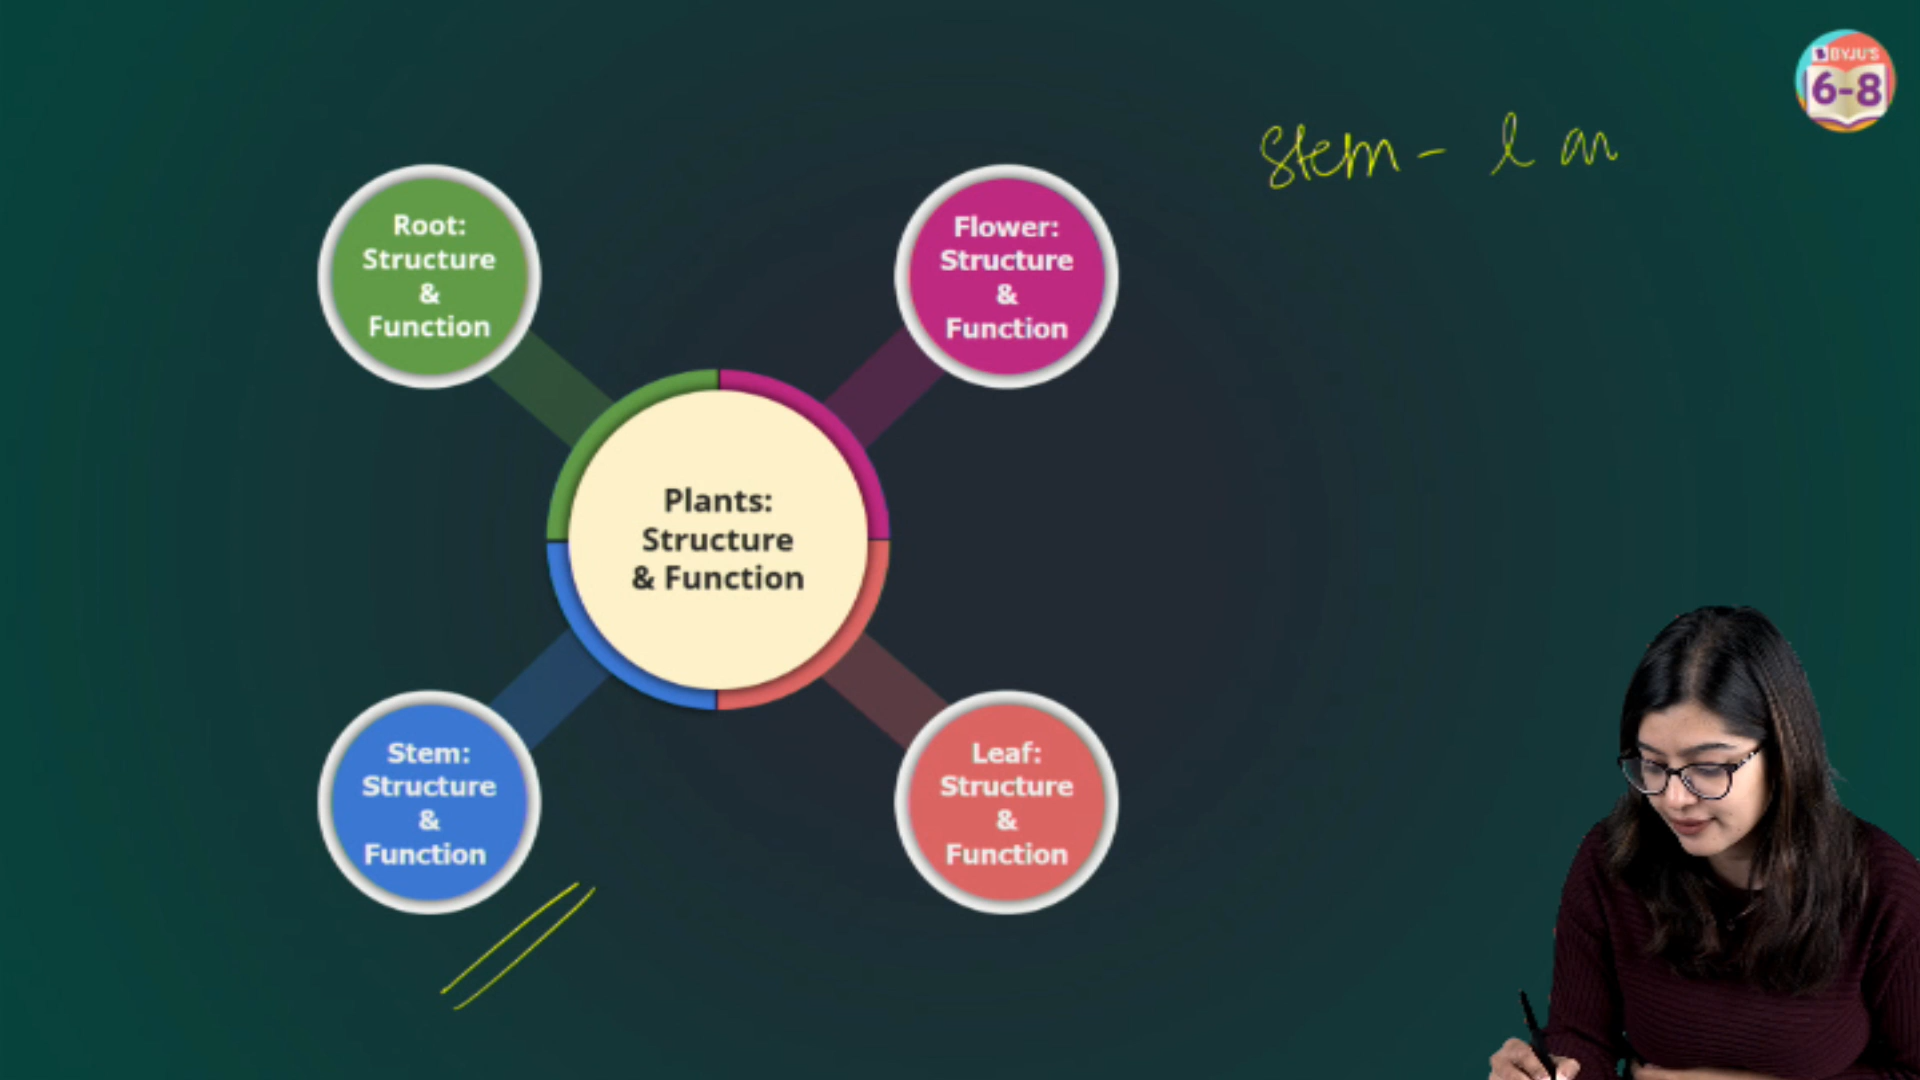 BYJU'S
6-8
Stem - l an
Root:
Structure
&
Function
Flower:
Structure
&
Function
Plants:
Structure
& Function
Stem:
Structure
&
Function
Leaf:
Structure
&
Function